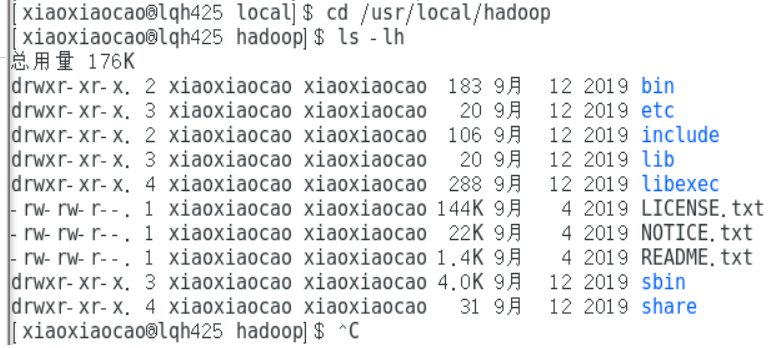 [xiaoxiaocao@lqh425 local]$ cd /usr/local/hadoop
[xiaoxiaocao@lqh425 hadoop]$ ls -lh
总用量 176K
drwxr-xr-x. 2 xiaoxiaocao xiaoxiaocao  183 9月  12 2019 bin
drwxr-xr-x. 3 xiaoxiaocao xiaoxiaocao   20 9月  12 2019 etc
drwxr-xr-x. 2 xiaoxiaocao xiaoxiaocao  106 9月  12 2019 include
drwxr-xr-x. 3 xiaoxiaocao xiaoxiaocao   20 9月  12 2019 lib
drwxr-xr-x. 4 xiaoxiaocao xiaoxiaocao  288 9月  12 2019 libexec
-rw-rw-r--. 1 xiaoxiaocao xiaoxiaocao 144K 9月   4 2019 LICENSE.txt
-rw-rw-r--. 1 xiaoxiaocao xiaoxiaocao  22K 9月   4 2019 NOTICE.txt
-rw-rw-r--. 1 xiaoxiaocao xiaoxiaocao 1.4K 9月   4 2019 README.txt
drwxr-xr-x. 3 xiaoxiaocao xiaoxiaocao 4.0K 9月  12 2019 sbin
drwxr-xr-x. 4 xiaoxiaocao xiaoxiaocao   31 9月  12 2019 share
[xiaoxiaocao@lqh425 hadoop]$ ^C